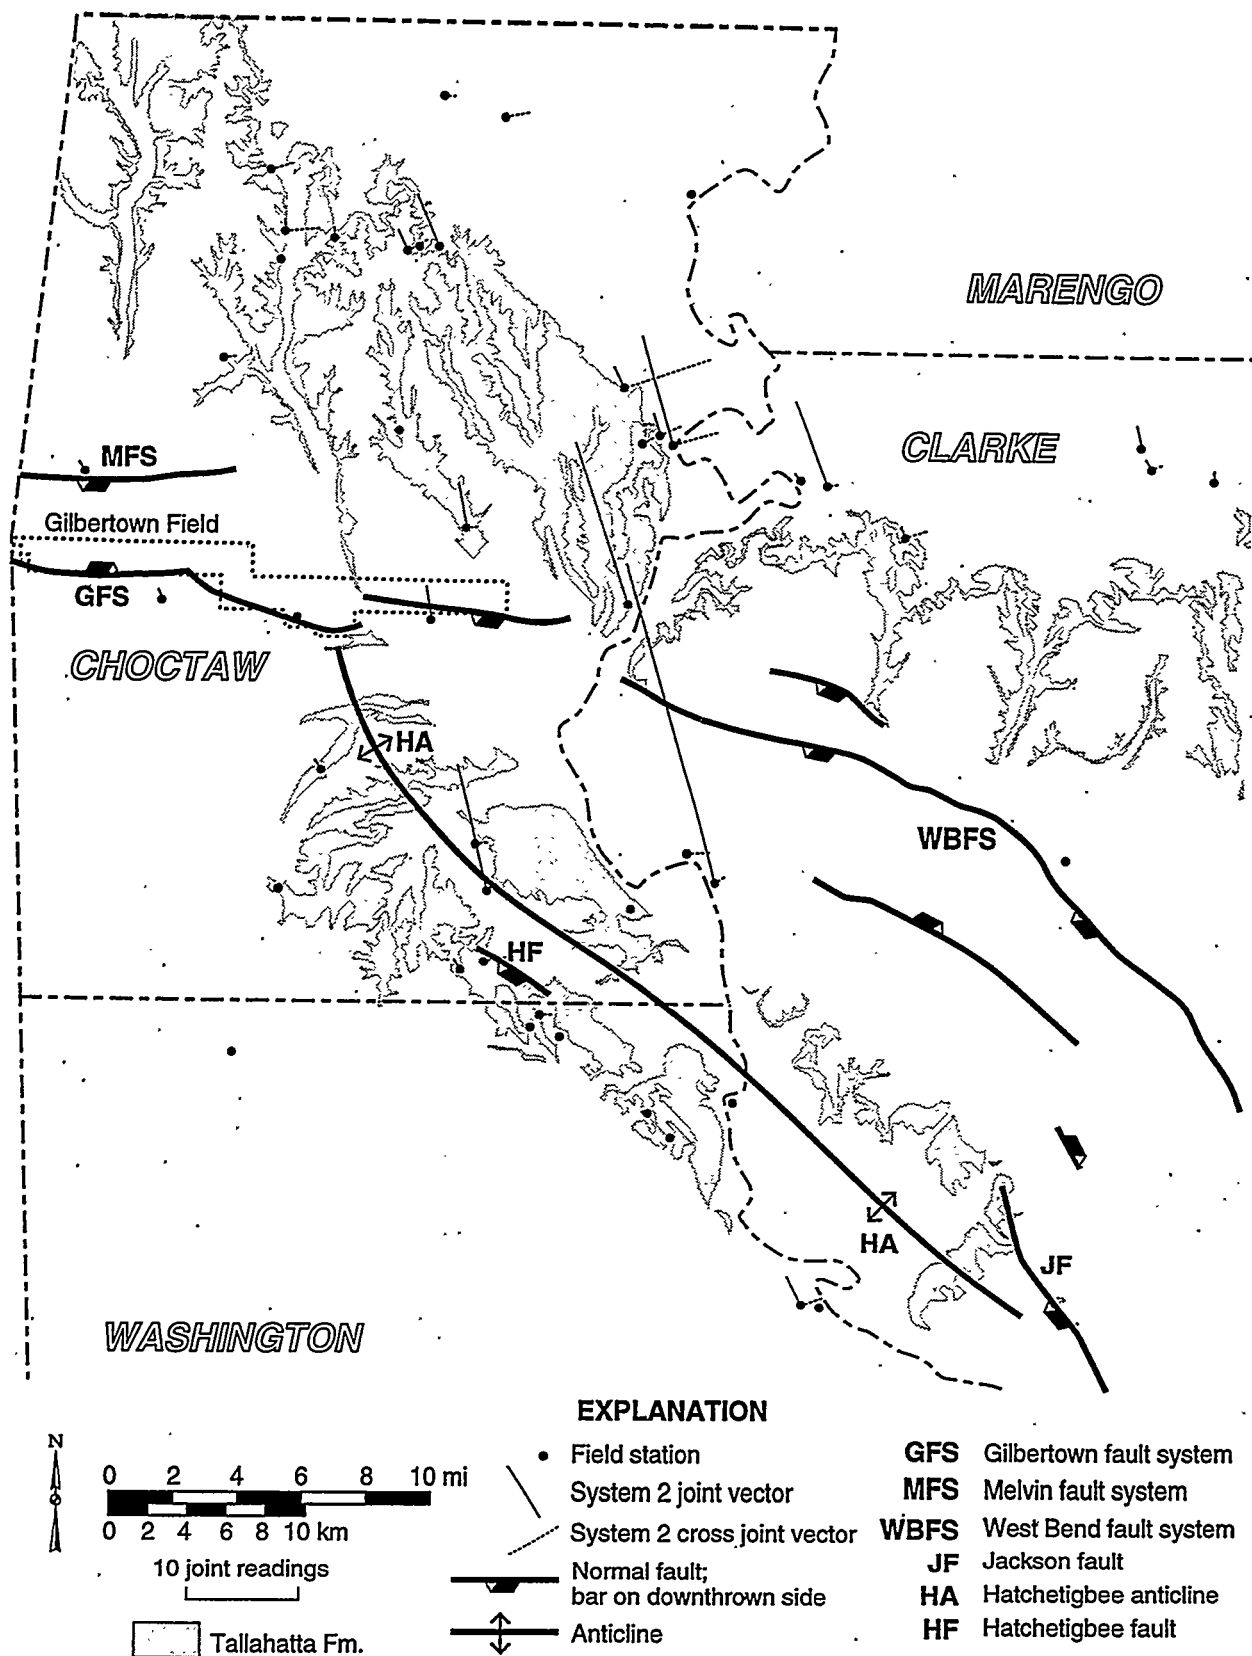 MARENGO
CLARKE
MFS
Gilbertown Field
GFS
CHOCTAW
HA
WBFS
HF
HA
JF
WASHINGTON
EXPLANATION
N
0 2 4 6 8 10 mi
0 2 4 6 8 10 km
10 joint readings
Tallahatta Fm.
Field station
System 2 joint vector
System 2 cross joint vector
Normal fault;
bar on downthrown side
Anticline
GFS Gilbertown fault system
MFS Melvin fault system
WBFS West Bend fault system
JF Jackson fault
HA Hatchetigbee anticline
HF Hatchetigbee fault